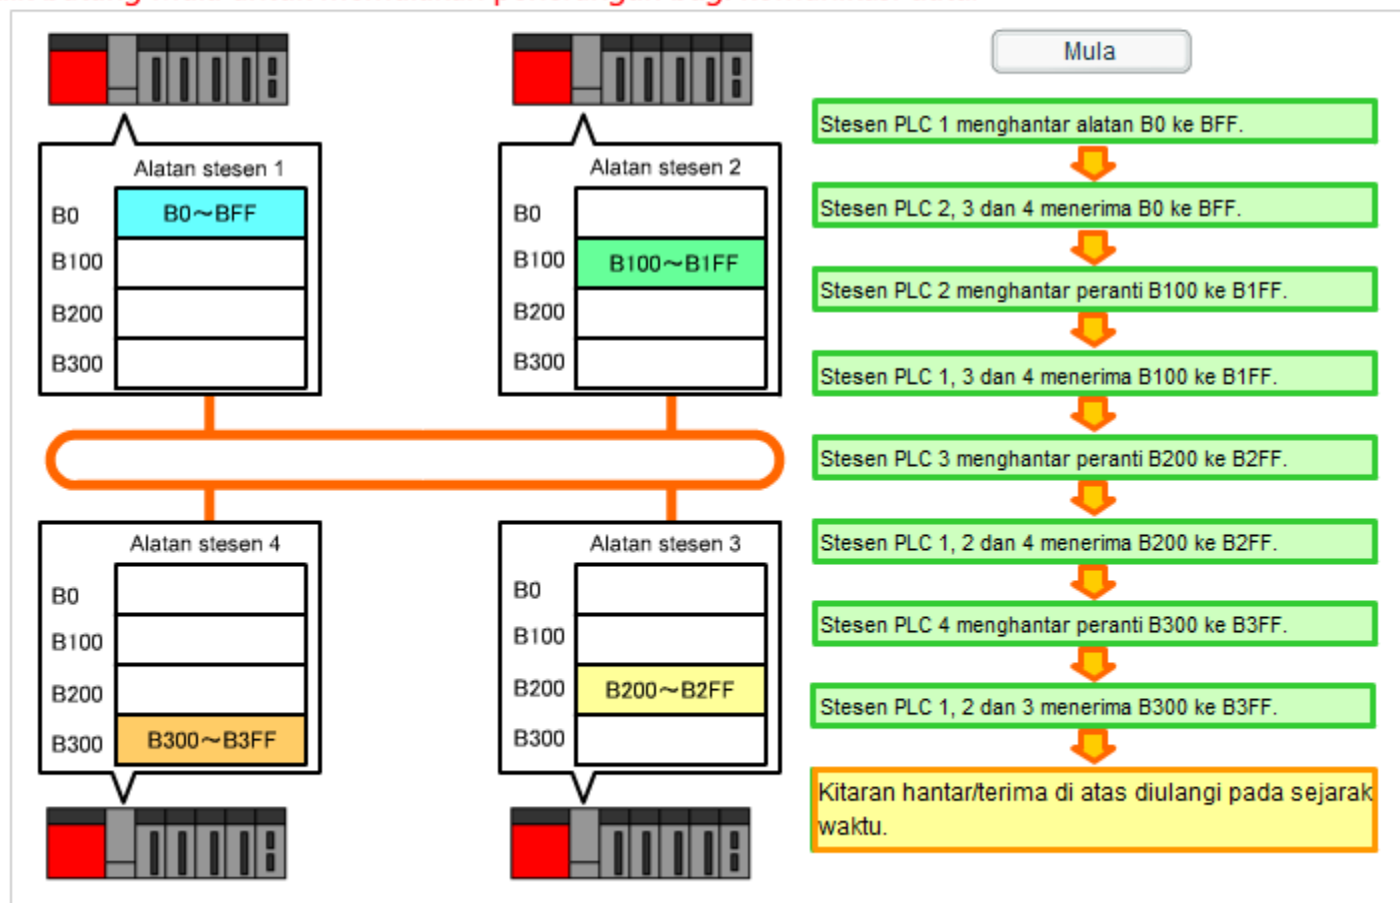 Mula
Alatan stesen 1
B0 B0～BFF
B100
B200
B300
Alatan stesen 2
B0
B100 B100～B1FF
B200
B300
Alatan stesen 4
B0
B100
B200
B300 B300～B3FF
Alatan stesen 3
B0
B100
B200 B200～B2FF
B300
Stesen PLC 1 menghantar alatan B0 ke BFF.
Stesen PLC 2, 3 dan 4 menerima B0 ke BFF.
Stesen PLC 2 menghantar peranti B100 ke B1FF.
Stesen PLC 1, 3 dan 4 menerima B100 ke B1FF.
Stesen PLC 3 menghantar peranti B200 ke B2FF.
Stesen PLC 1, 2 dan 4 menerima B200 ke B2FF.
Stesen PLC 4 menghantar peranti B300 ke B3FF.
Stesen PLC 1, 2 dan 3 menerima B300 ke B3FF.
Kitaran hantar/terima di atas diulangi pada sejarak
waktu.